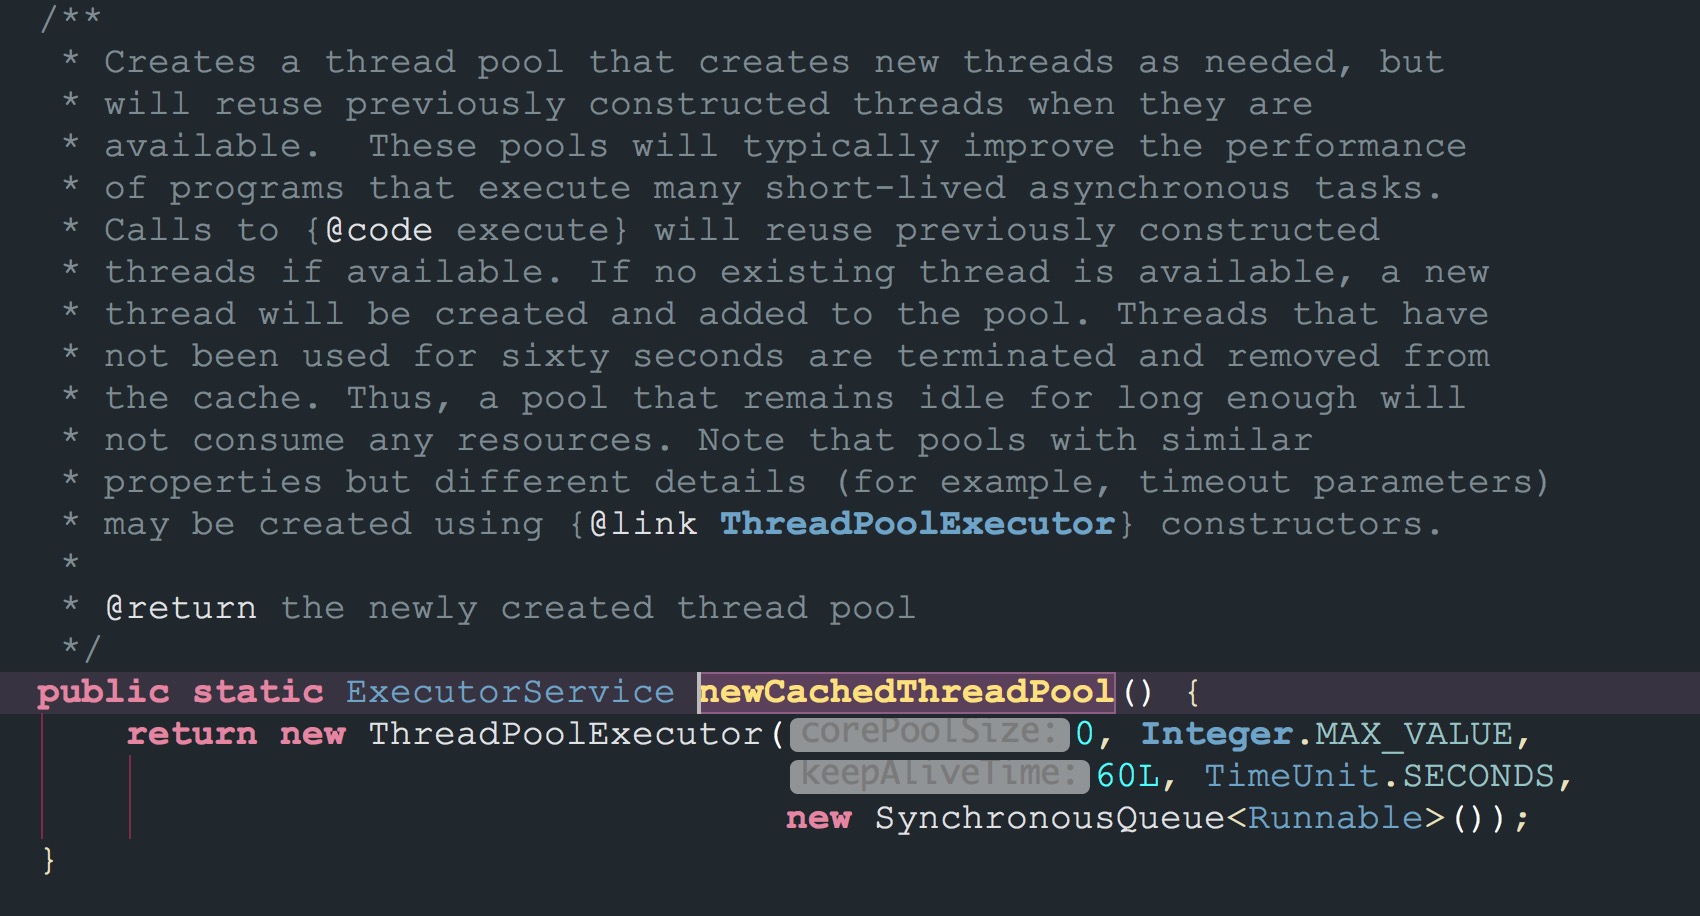 /**
* Creates a thread pool that creates new threads as needed, but
* will reuse previously constructed threads when they are
* available.  These pools will typically improve the performance
* of programs that execute many short-lived asynchronous tasks.
* Calls to {@code execute} will reuse previously constructed
* threads if available. If no existing thread is available, a new
* thread will be created and added to the pool. Threads that have
* not been used for sixty seconds are terminated and removed from
* the cache. Thus, a pool that remains idle for long enough will
* not consume any resources. Note that pools with similar
* properties but different details (for example, timeout parameters)
* may be created using {@link ThreadPoolExecutor} constructors.
*
* @return the newly created thread pool
*/
public static ExecutorService newCachedThreadPool() {
return new ThreadPoolExecutor( corePoolSize: 0, Integer.MAX_VALUE,
keepAliveTime: 60L, TimeUnit.SECONDS,
new SynchronousQueue<Runnable>());
}